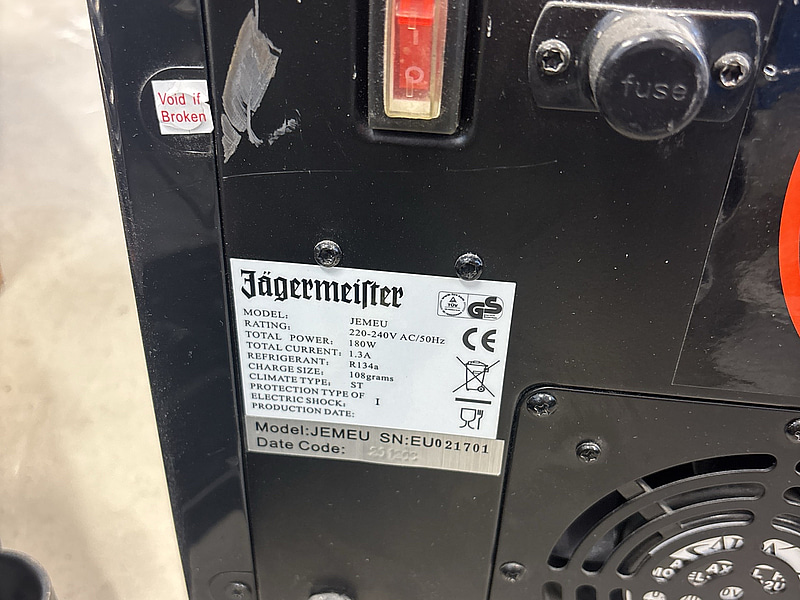 Void if
Broken
fuse
Jägermeister
MODEL: JEMEU
RATING: 220-240V AC/50Hz
TOTAL POWER: 180W
TOTAL CURRENT: 1.3A
REFRIGERANT: R134a
CHARGE SIZE: 108grams
CLIMATE TYPE: ST
PROTECTION TYPE OF
ELECTRIC SHOCK: I
PRODUCTION DATE:
TÜV
GS
CE
Model:JEMEU SN:EU021701
Date Code: